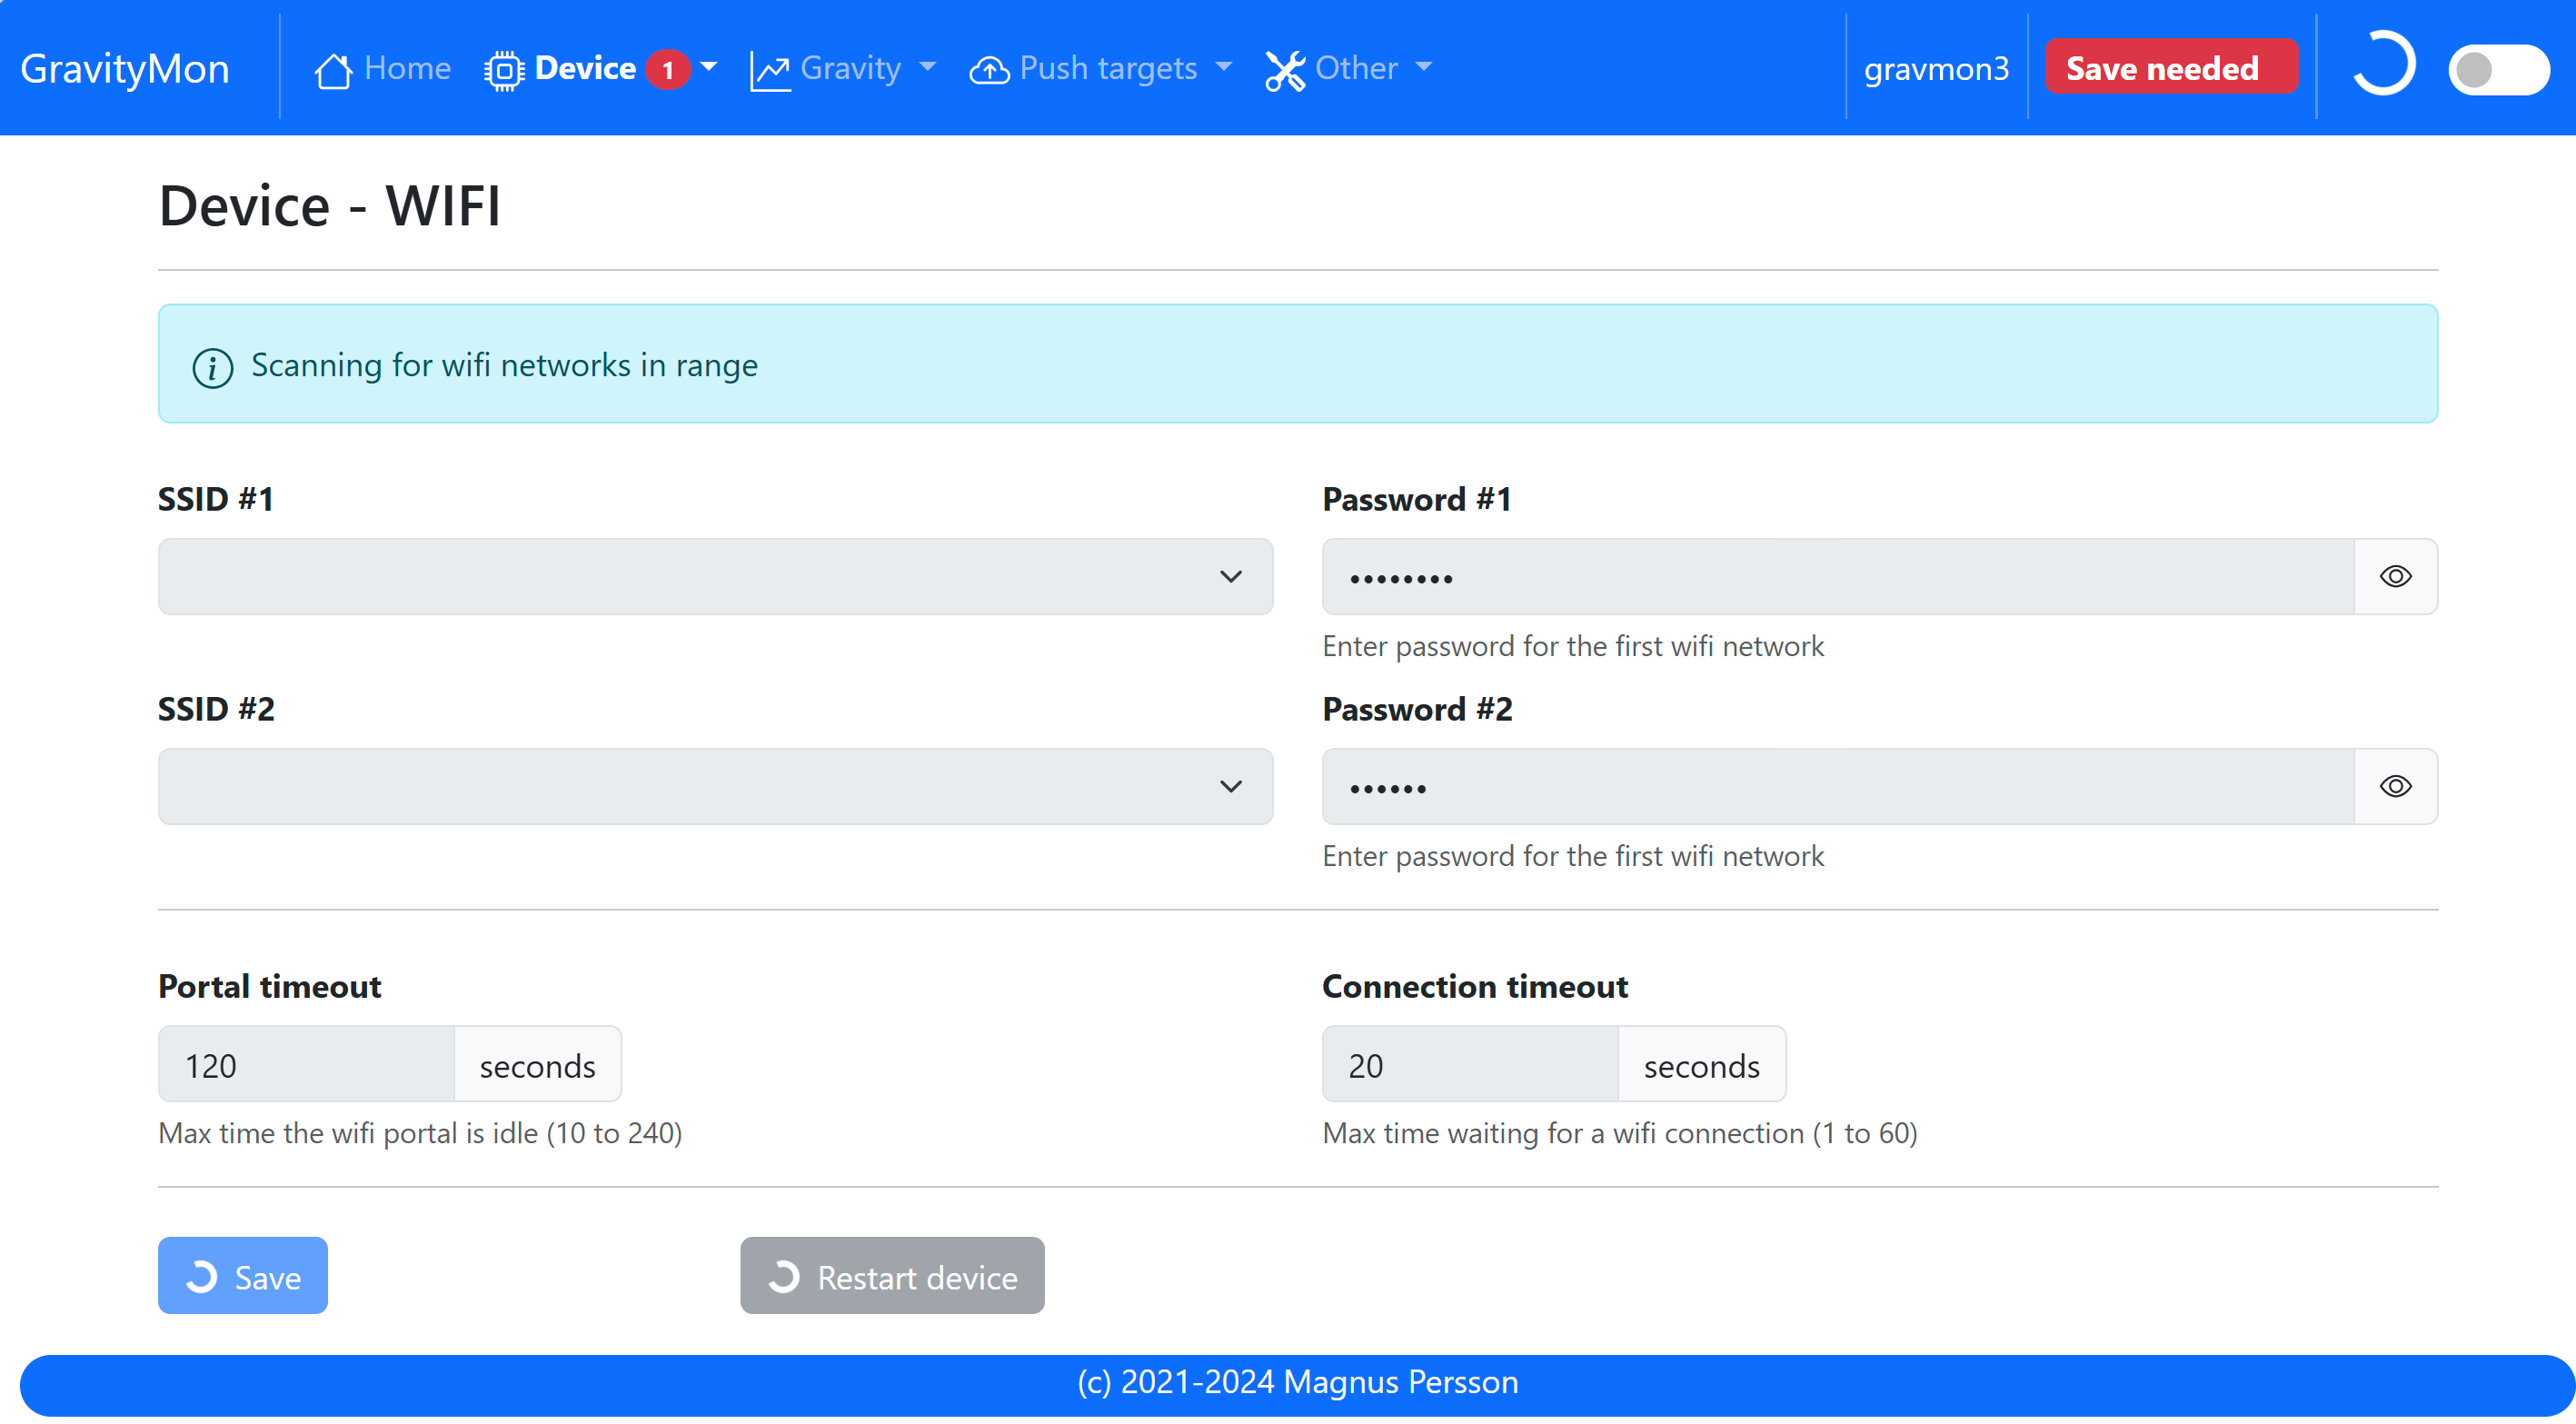 GravityMon Home Device 1 Gravity Push targets Other gravmon3 Save needed
Device - WIFI
Scanning for wifi networks in range
SSID #1 Password #1
••••••••
Enter password for the first wifi network
SSID #2 Password #2
••••••
Enter password for the first wifi network
Portal timeout Connection timeout
120 seconds 20 seconds
Max time the wifi portal is idle (10 to 240) Max time waiting for a wifi connection (1 to 60)
Save Restart device
(c) 2021-2024 Magnus Persson